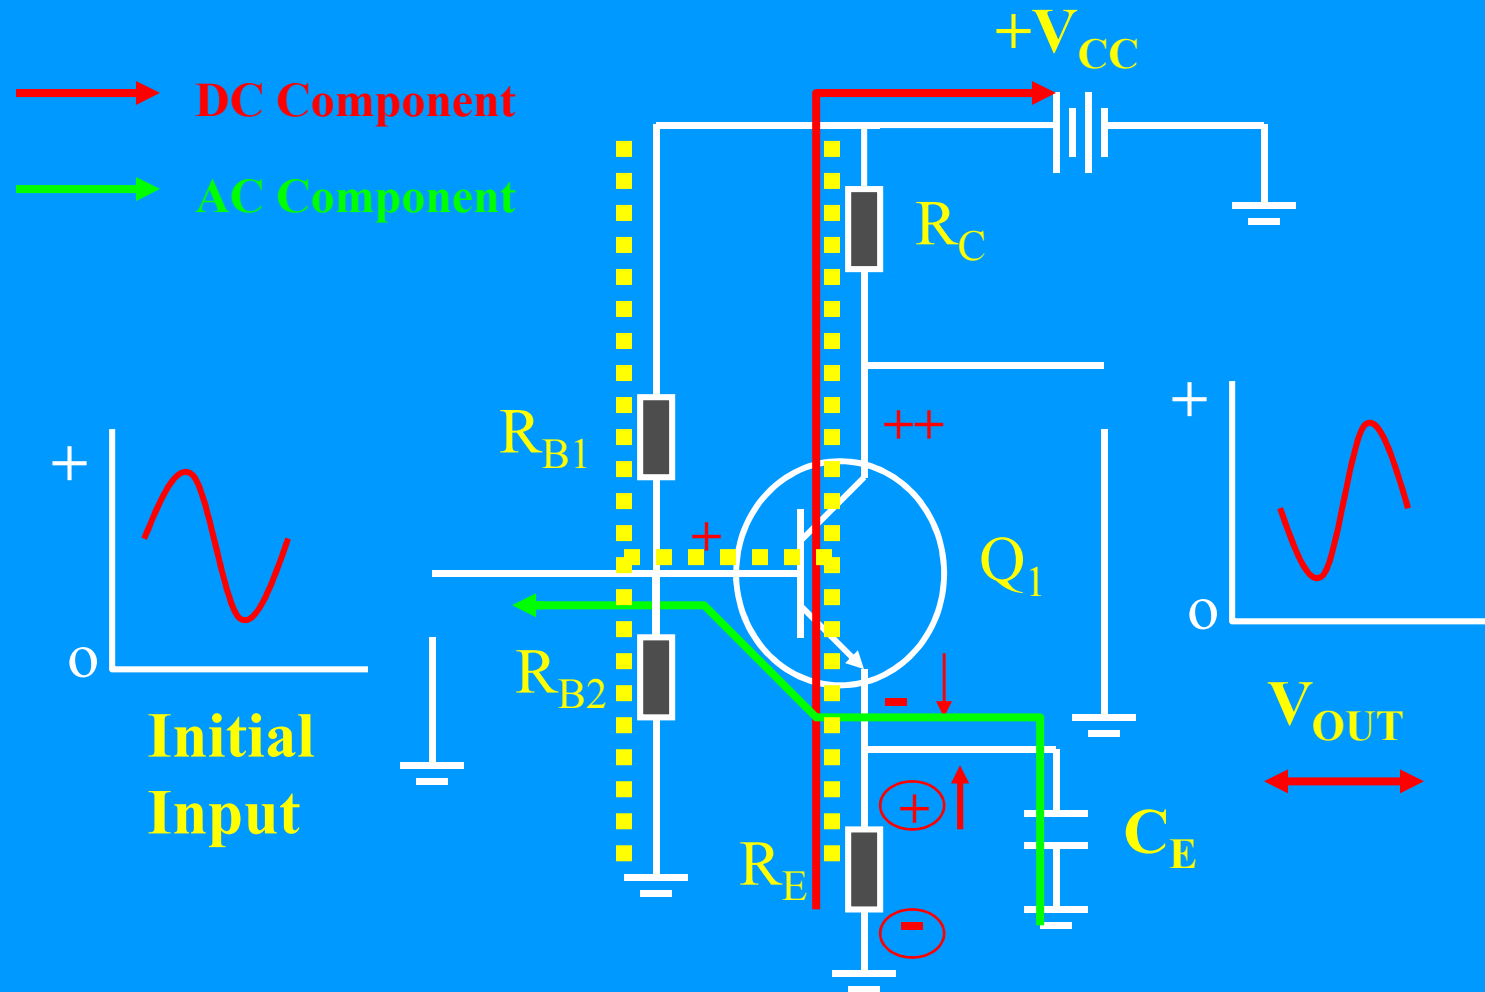 +VCC
DC Component
AC Component
RC
++
+
RB1
+
+
Q1
O
O
RB2
-
VOUT
Initial
Input
+
CE
RE
-